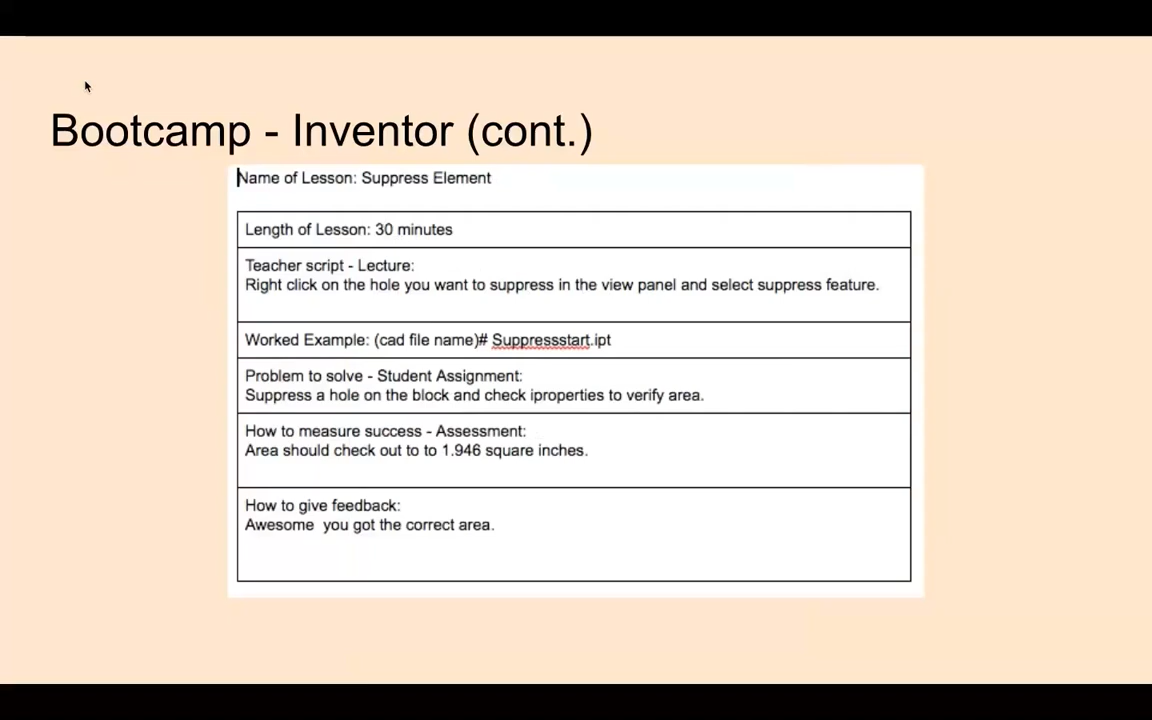 Bootcamp - Inventor (cont.)
Name of Lesson: Suppress Element
Length of Lesson: 30 minutes
Teacher script - Lecture:
Right click on the hole you want to suppress in the view panel and select suppress feature.
Worked Example: (cad file name)# Suppressstart.ipt
Problem to solve - Student Assignment:
Suppress a hole on the block and check iproperties to verify area.
How to measure success - Assessment:
Area should check out to to 1.946 square inches.
How to give feedback:
Awesome  you got the correct area.